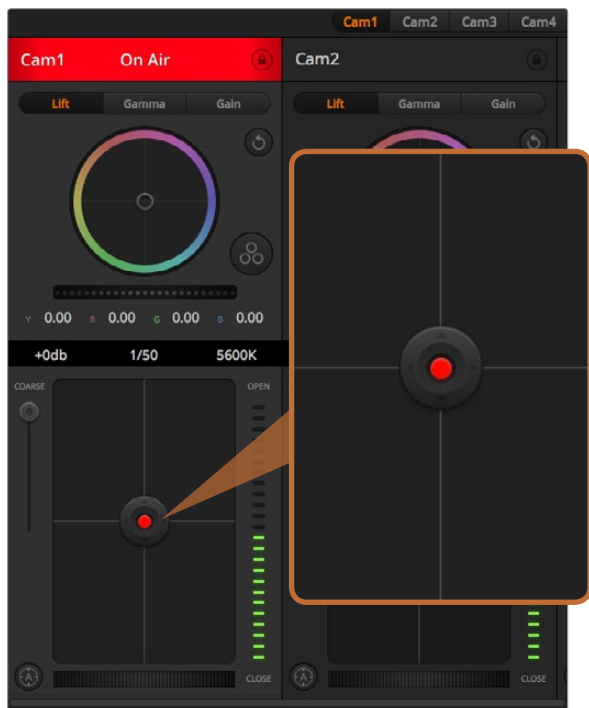 Cam1 Cam2 Cam3 Cam4
Cam1 On Air Cam2
Lift Gamma Gain Lift Gamma Gain
Y 0.00 R 0.00 G 0.00 B 0.00
+0db 1/50 5600K
COARSE OPEN
A CLOSE A CLOSE